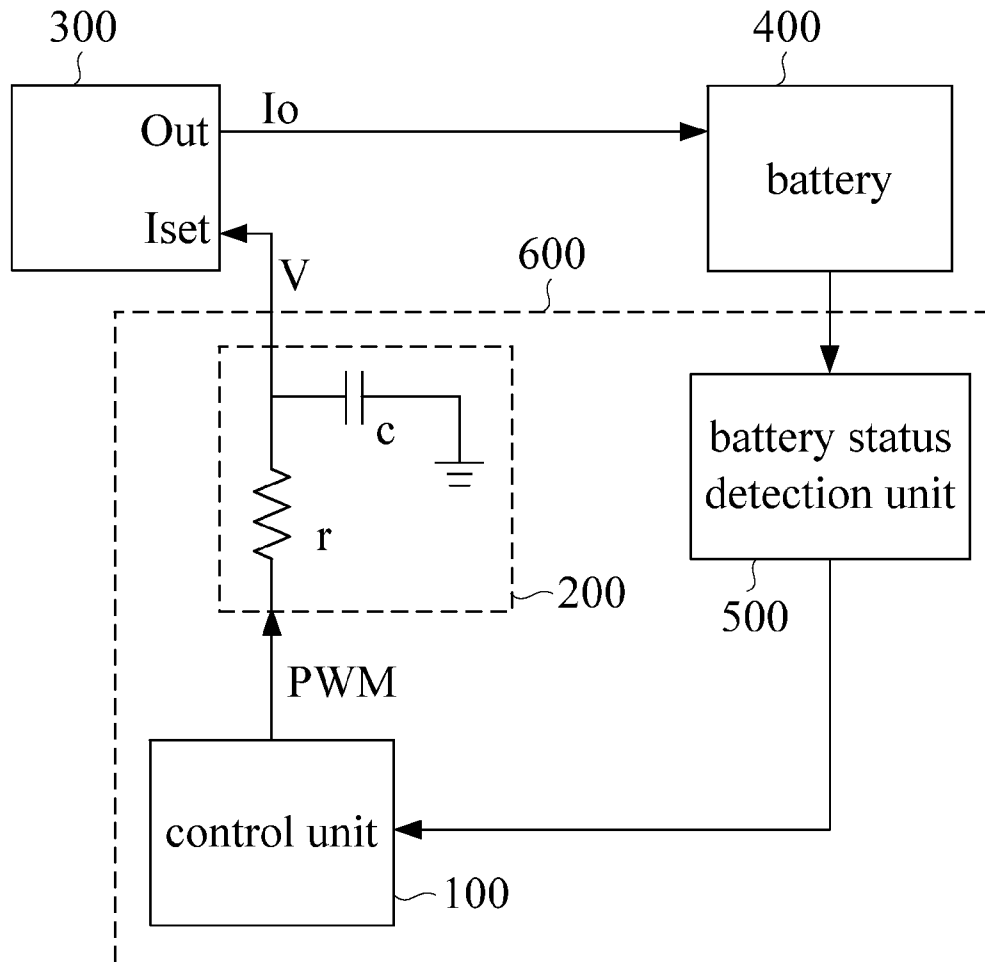 300
400
Out
Io
battery
Iset
V
600
c
battery status
detection unit
r
200
500
PWM
control unit
100